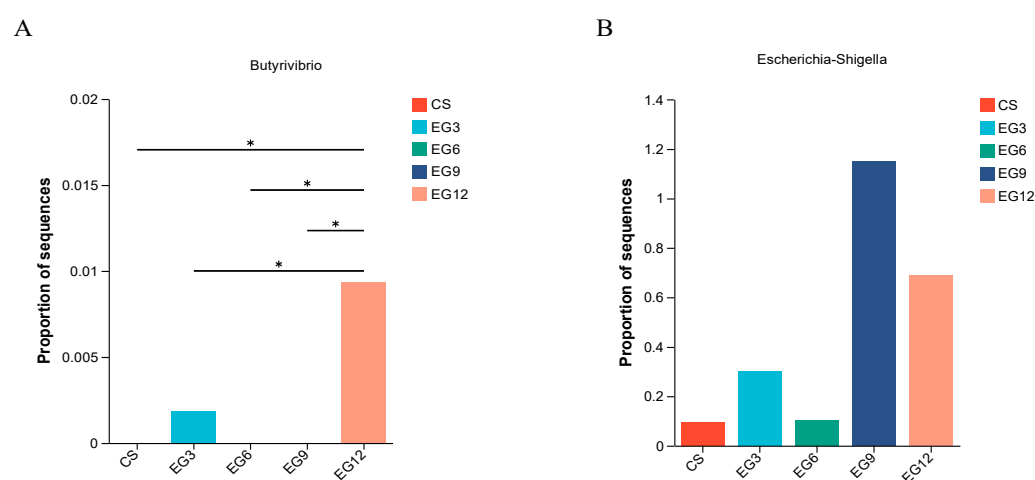 A
Butyrivibrio
Proportion of sequences
0.02
0.015
0.01
0.005
0
*
*
*
*
CS
EG3
EG6
EG9
EG12
CS
EG3
EG6
EG9
EG12
B
Escherichia-Shigella
Proportion of sequences
1.4
1.2
1
0.8
0.6
0.4
0.2
0
CS
EG3
EG6
EG9
EG12
CS
EG3
EG6
EG9
EG12